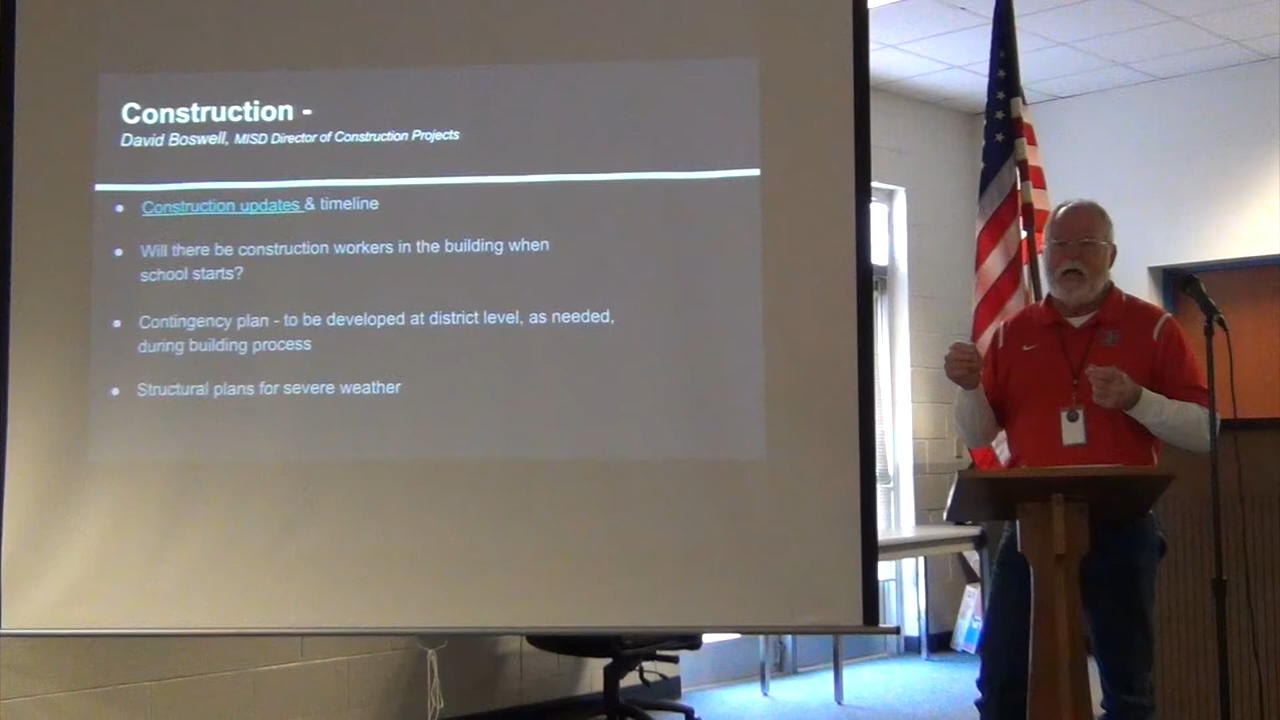 Construction -
David Boswell, MISD Director of Construction Projects
Construction updates & timeline
Will there be construction workers in the building when
school starts?
Contingency plan - to be developed at district level, as needed,
during building process
Structural plans for severe weather